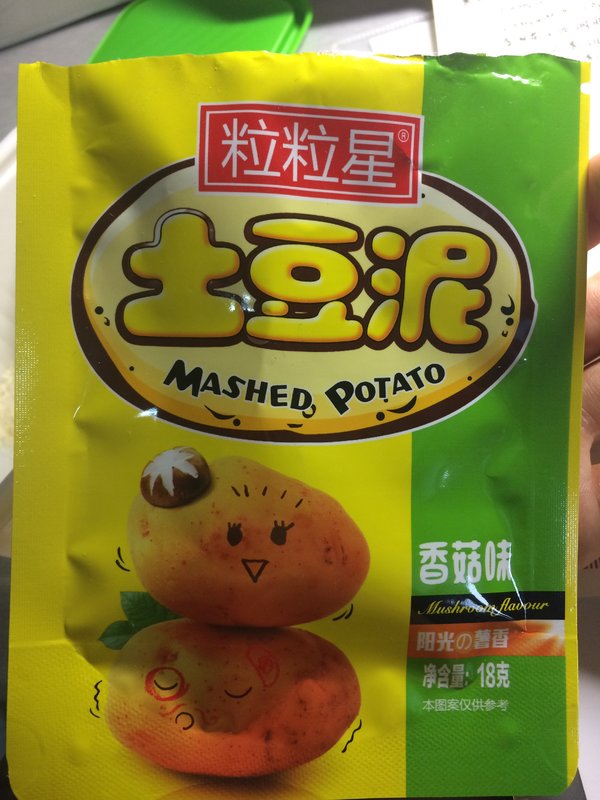 粒粒星®
土豆泥
MASHED POTATO
香菇味
Mushroom flavour
阳光の薯香
净含量: 18克
本图案仅供参考